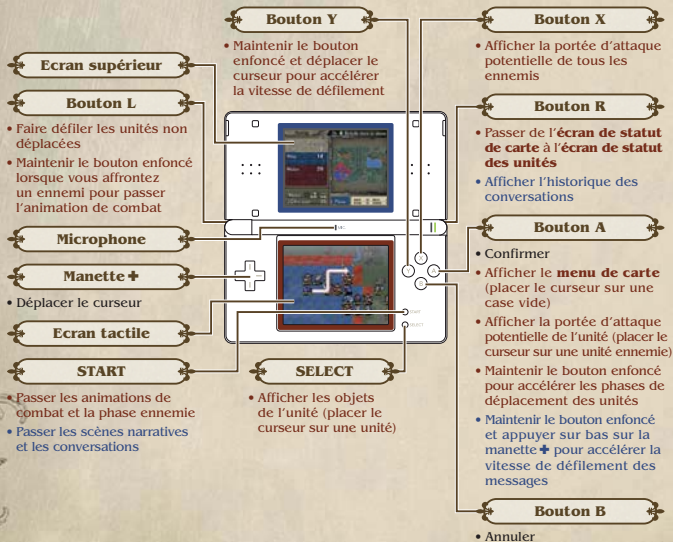 Bouton Y
• Maintenir le bouton
enfoncé et déplacer le
curseur pour accélérer
la vitesse de défilement
Bouton X
• Afficher la portée d'attaque
potentielle de tous les
ennemis
Ecran supérieur
Bouton L
• Faire défiler les unités non
déplacées
• Maintenir le bouton enfoncé
lorsque vous affrontez
un ennemi pour passer
l'animation de combat
Microphone
Manette ✚
• Déplacer le curseur
Ecran tactile
START
• Passer les animations de
combat et la phase ennemie
• Passer les scènes narratives
et les conversations
MIC.
X
Y
A
B
START
SELECT
SELECT
• Afficher les objets
de l'unité (placer le
curseur sur une unité)
Bouton R
• Passer de l'écran de statut
de carte à l'écran de statut
des unités
• Afficher l'historique des
conversations
Bouton A
• Confirmer
• Afficher le menu de carte
(placer le curseur sur une
case vide)
• Afficher la portée d'attaque
potentielle de l'unité (placer le
curseur sur une unité ennemie)
• Maintenir le bouton enfoncé
pour accélérer les phases de
déplacement des unités
• Maintenir le bouton enfoncé
et appuyer sur bas sur la
manette ✚ pour accélérer la
vitesse de défilement des
messages
Bouton B
• Annuler